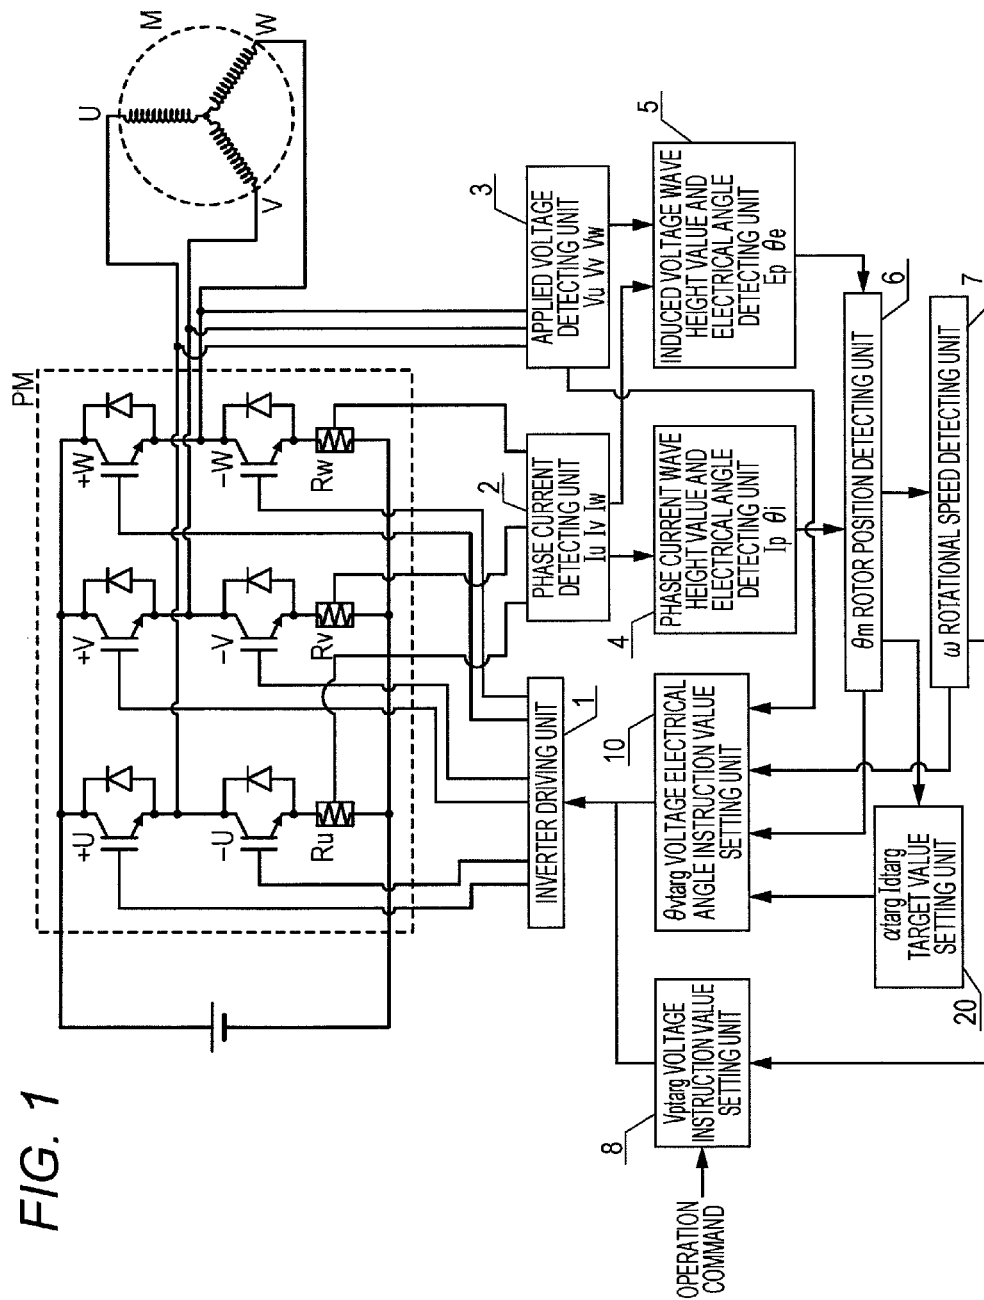 FIG. 1
PM
+U
+V
+W
-U
-V
-W
Ru
Rv
Rw
M
U
V
W
1
INVERTER DRIVING UNIT
2
PHASE CURRENT
DETECTING UNIT
Iu Iv Iw
3
APPLIED VOLTAGE
DETECTING UNIT
Vu Vv Vw
8
Vptarg VOLTAGE
INSTRUCTION VALUE
SETTING UNIT
OPERATION
COMMAND
10
θvtarg VOLTAGE ELECTRICAL
ANGLE INSTRUCTION VALUE
SETTING UNIT
4
PHASE CURRENT WAVE
HEIGHT VALUE AND
ELECTRICAL ANGLE
DETECTING UNIT
Ip θi
5
INDUCED VOLTAGE WAVE
HEIGHT VALUE AND
ELECTRICAL ANGLE
DETECTING UNIT
Ep θe
20
αtarg Idtarg
TARGET VALUE
SETTING UNIT
θm ROTOR POSITION DETECTING UNIT
6
ω ROTATIONAL SPEED DETECTING UNIT
7